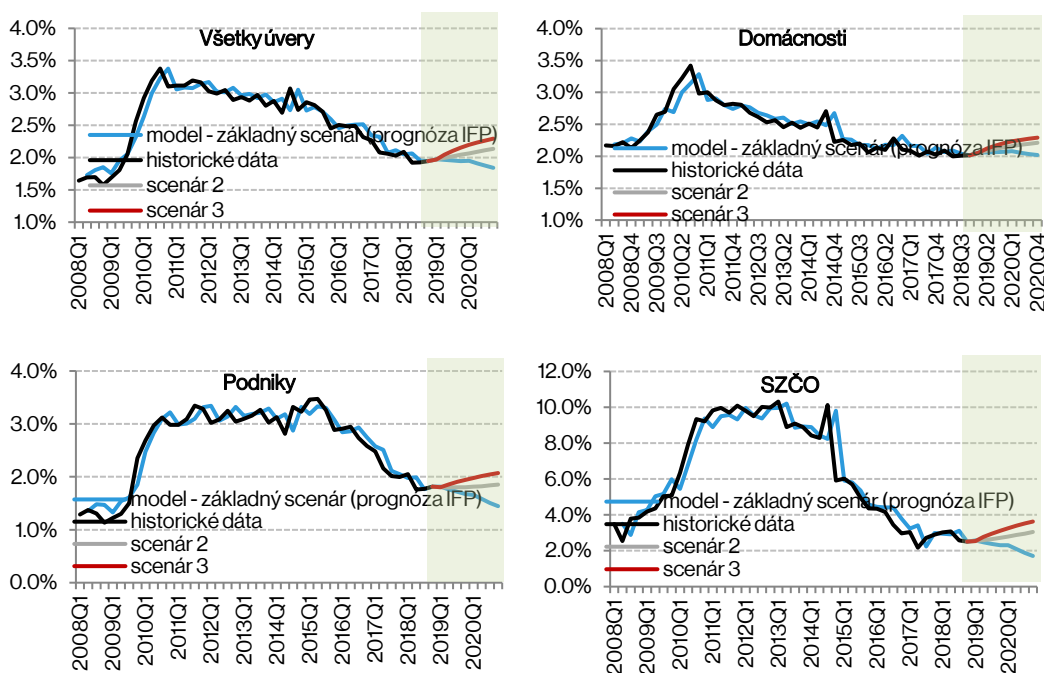 Všetky úvery
4.0%
3.5%
3.0%
2.5%
2.0%
1.5%
1.0%
model - základný scenár (prognóza IFP)
historické dáta
scenár 2
scenár 3
2008Q1
2009Q1
2010Q1
2011Q1
2012Q1
2013Q1
2014Q1
2015Q1
2016Q1
2017Q1
2018Q1
2019Q1
2020Q1
Domácnosti
4.0%
3.5%
3.0%
2.5%
2.0%
1.5%
1.0%
model - základný scenár (prognóza IFP)
historické dáta
scenár 2
scenár 3
2008Q1
2008Q4
2009Q3
2010Q2
2011Q1
2011Q4
2012Q3
2013Q2
2014Q1
2014Q4
2015Q3
2016Q2
2017Q1
2017Q4
2018Q3
2019Q2
2020Q1
2020Q4
Podniky
4.0%
3.0%
2.0%
1.0%
0.0%
model - základný scenár (prognóza IFP)
historické dáta
scenár 2
scenár 3
2008Q1
2009Q1
2010Q1
2011Q1
2012Q1
2013Q1
2014Q1
2015Q1
2016Q1
2017Q1
2018Q1
2019Q1
2020Q1
SZČO
12.0%
10.0%
8.0%
6.0%
4.0%
2.0%
0.0%
model - základný scenár (prognóza IFP)
historické dáta
scenár 2
scenár 3
2008Q1
2009Q1
2010Q1
2011Q1
2012Q1
2013Q1
2014Q1
2015Q1
2016Q1
2017Q1
2018Q1
2019Q1
2020Q1